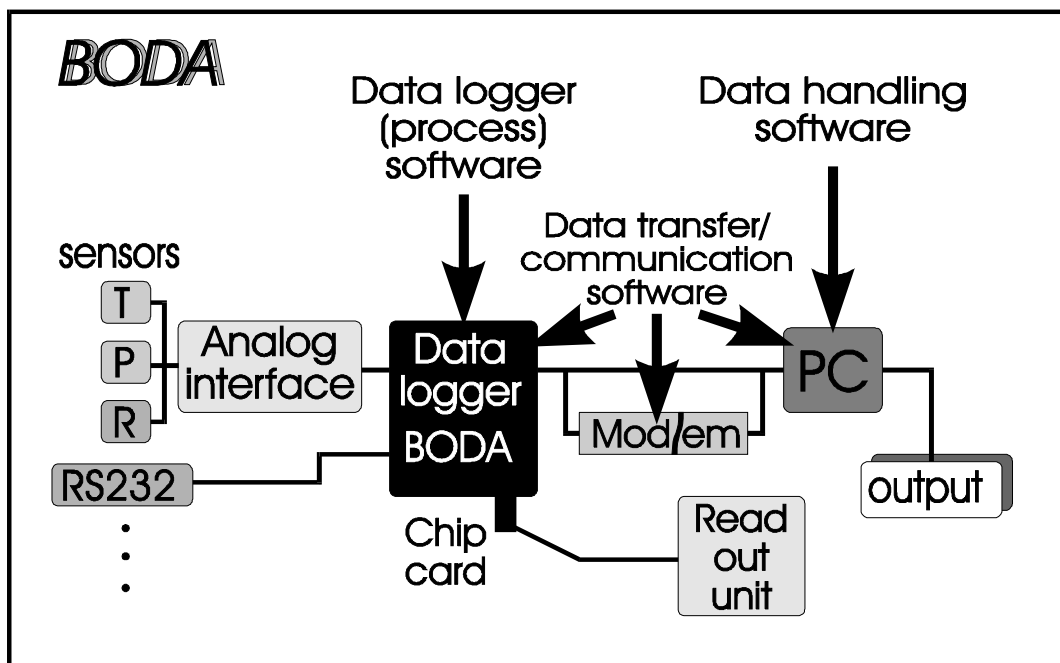 BODA
Data logger
(process)
software
Data handling
software
Data transfer/
communication
software
sensors
T
P
R
RS232
Analog
interface
Data
logger
BODA
Mod/em
PC
output
Chip
card
Read
out
unit